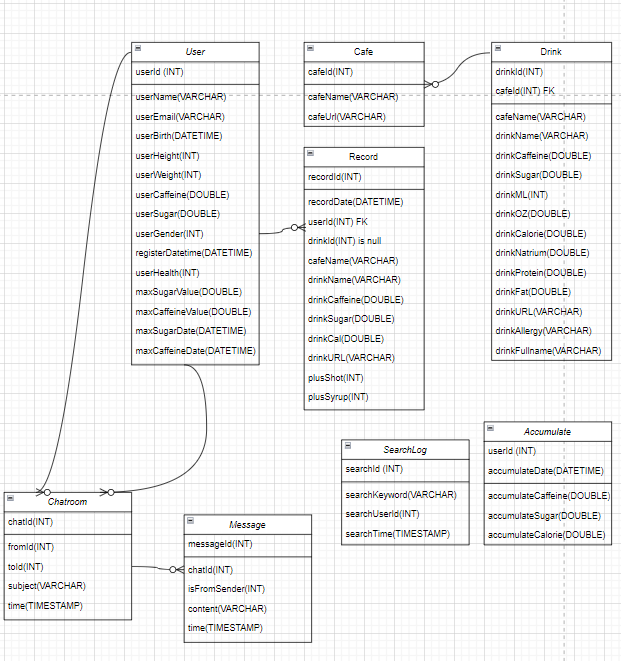 User
userId (INT)
userName(VARCHAR)
userEmail(VARCHAR)
userBirth(DATETIME)
userHeight(INT)
userWeight(INT)
userCaffeine(DOUBLE)
userSugar(DOUBLE)
userGender(INT)
registerDatetime(DATETIME)
userHealth(INT)
maxSugarValue(DOUBLE)
maxCaffeineValue(DOUBLE)
maxSugarDate(DATETIME)
maxCaffeineDate(DATETIME)
Cafe
cafeId(INT)
cafeName(VARCHAR)
cafeUrl(VARCHAR)
Drink
drinkId(INT)
cafeId(INT) FK
cafeName(VARCHAR)
drinkName(VARCHAR)
drinkCaffeine(DOUBLE)
drinkSugar(DOUBLE)
drinkML(INT)
drinkOZ(DOUBLE)
drinkCalorie(DOUBLE)
drinkNatrium(DOUBLE)
drinkProtein(DOUBLE)
drinkFat(DOUBLE)
drinkURL(VARCHAR)
drinkAllergy(VARCHAR)
drinkFullname(VARCHAR)
Record
recordId(INT)
recordDate(DATETIME)
userId(INT) FK
drinkId(INT) is null
cafeName(VARCHAR)
drinkName(VARCHAR)
drinkCaffeine(DOUBLE)
drinkSugar(DOUBLE)
drinkCal(DOUBLE)
drinkURL(VARCHAR)
plusShot(INT)
plusSyrup(INT)
SearchLog
searchId (INT)
searchKeyword(VARCHAR)
searchUserId(INT)
searchTime(TIMESTAMP)
Accumulate
userId (INT)
accumulateDate(DATETIME)
accumulateCaffeine(DOUBLE)
accumulateSugar(DOUBLE)
accumulateCalorie(DOUBLE)
Chatroom
chatId(INT)
fromId(INT)
toId(INT)
subject(VARCHAR)
time(TIMESTAMP)
Message
messageId(INT)
chatId(INT)
isFromSender(INT)
content(VARCHAR)
time(TIMESTAMP)